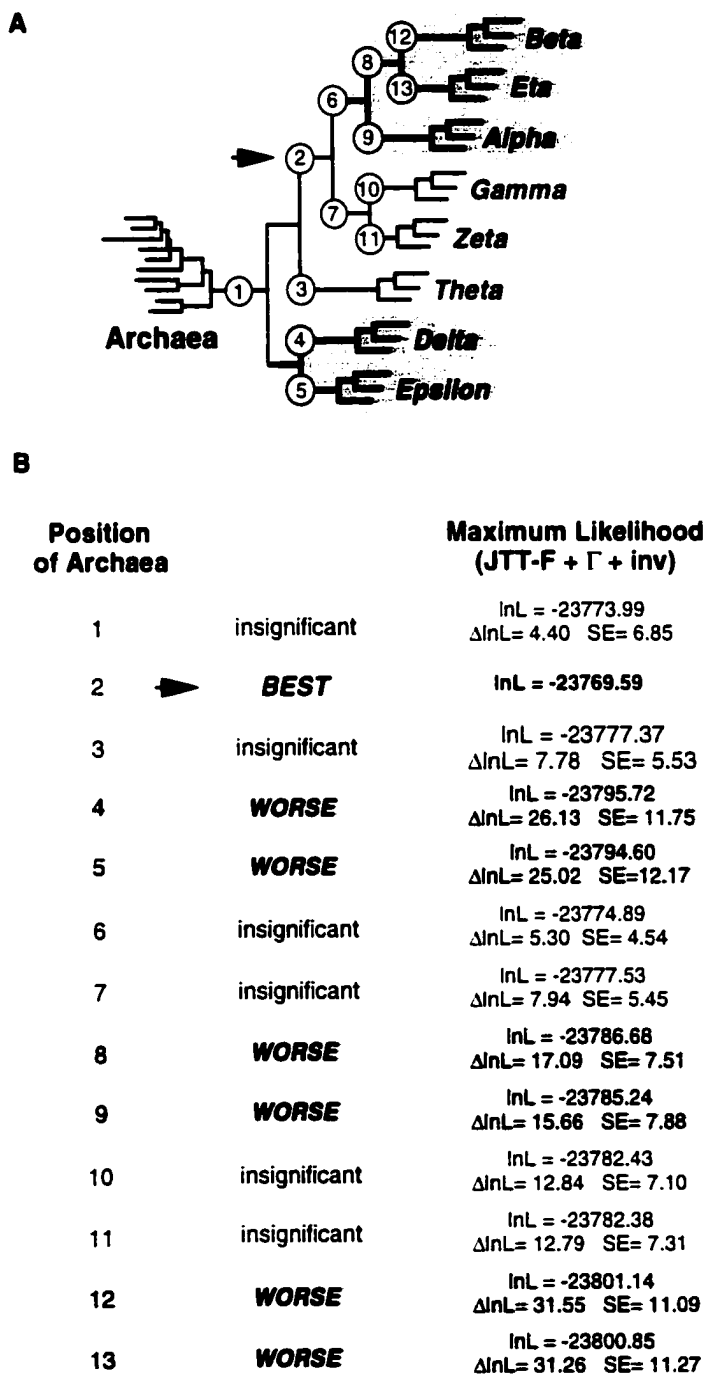 A
12
Beta
8
13
Eta
6
9
Alpha
2
10
Gamma
7
11
Zeta
1
3
Theta
Archaea
4
Delta
5
Epsilon
B
Position
of Archaea
Maximum Likelihood
(JTT-F + Γ + inv)
1 insignificant lnL = -23773.99
ΔlnL= 4.40 SE= 6.85
2 BEST lnL = -23769.59
3 insignificant lnL = -23777.37
ΔlnL= 7.78 SE= 5.53
4 WORSE lnL = -23795.72
ΔlnL= 26.13 SE= 11.75
5 WORSE lnL = -23794.60
ΔlnL= 25.02 SE=12.17
6 insignificant lnL = -23774.89
ΔlnL= 5.30 SE= 4.54
7 insignificant lnL = -23777.53
ΔlnL= 7.94 SE= 5.45
8 WORSE lnL = -23786.68
ΔlnL= 17.09 SE= 7.51
9 WORSE lnL = -23785.24
ΔlnL= 15.66 SE= 7.88
10 insignificant lnL = -23782.43
ΔlnL= 12.84 SE= 7.10
11 insignificant lnL = -23782.38
ΔlnL= 12.79 SE= 7.31
12 WORSE lnL = -23801.14
ΔlnL= 31.55 SE= 11.09
13 WORSE lnL = -23800.85
ΔlnL= 31.26 SE= 11.27